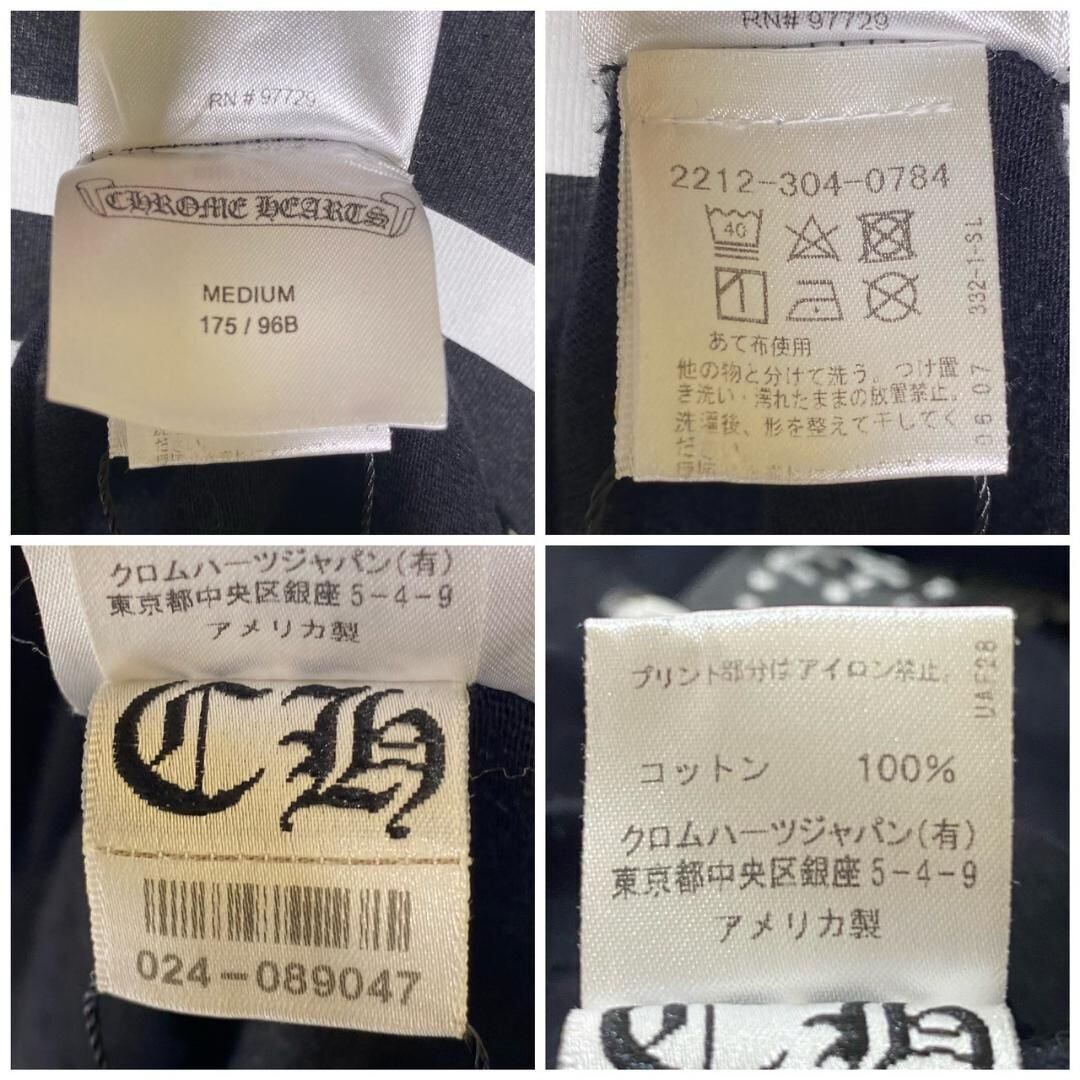 RN # 97729
CHROME HEARTS
MEDIUM
175 / 96B
RN# 97729
2212-304-0784
40
332-1-SL
06 07
あて布使用
他の物と分けて洗う。つけ置
き洗い・濡れたままの放置禁止。
洗濯後、形を整えて干してく
ださい
クロムハーツジャパン(有)
東京都中央区銀座5-4-9
アメリカ製
CH
024-089047
プリント部分はアイロン禁止。
UAF28
コットン 100%
クロムハーツジャパン(有)
東京都中央区銀座5-4-9
アメリカ製
CH